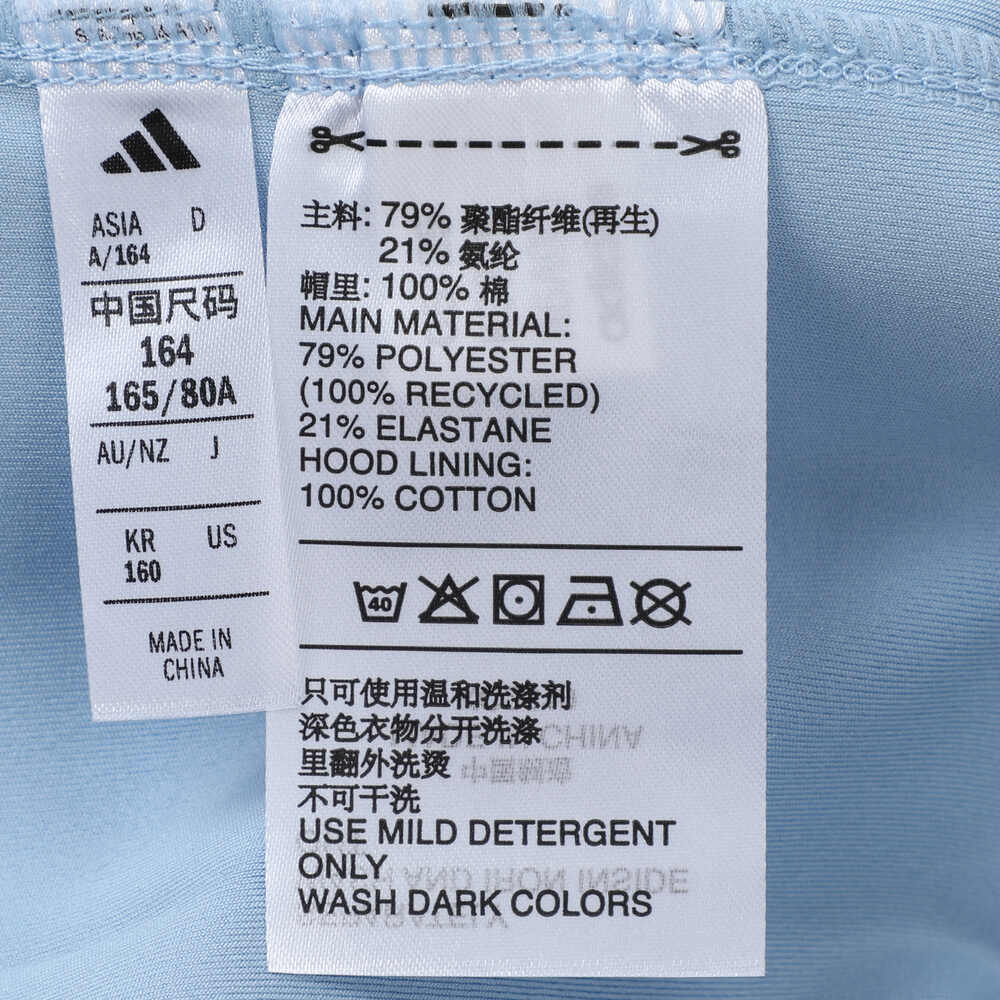 ASIA D
A/164
中国尺码
164
165/80A
AU/NZ J
KR US
160
MADE IN
CHINA
主料: 79% 聚酯纤维(再生)
21% 氨纶
帽里: 100% 棉
MAIN MATERIAL:
79% POLYESTER
(100% RECYCLED)
21% ELASTANE
HOOD LINING:
100% COTTON
40
只可使用温和洗涤剂
深色衣物分开洗涤
里翻外洗烫
不可干洗
USE MILD DETERGENT
ONLY
WASH DARK COLORS